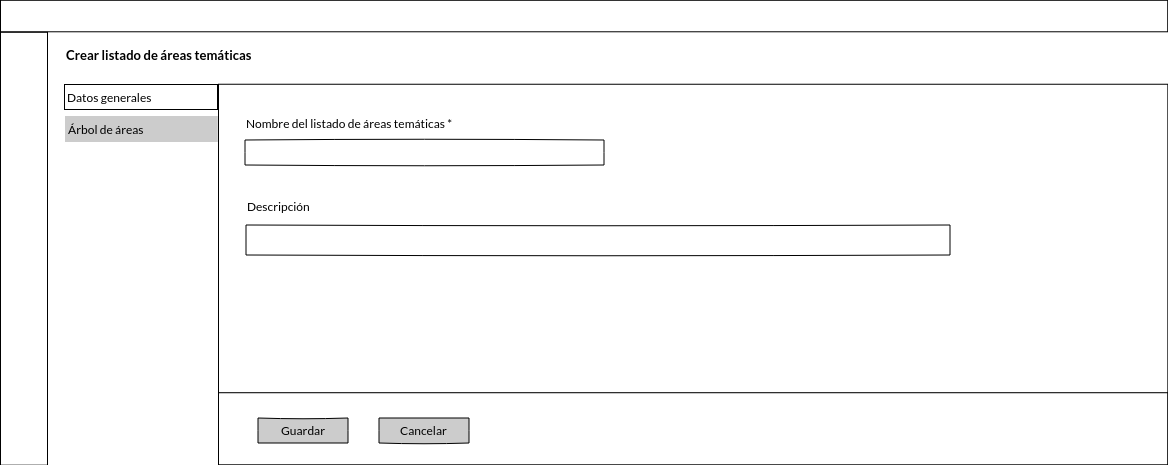 Crear listado de áreas temáticas
Datos generales
Árbol de áreas
Nombre del listado de áreas temáticas *
Descripción
Guardar
Cancelar